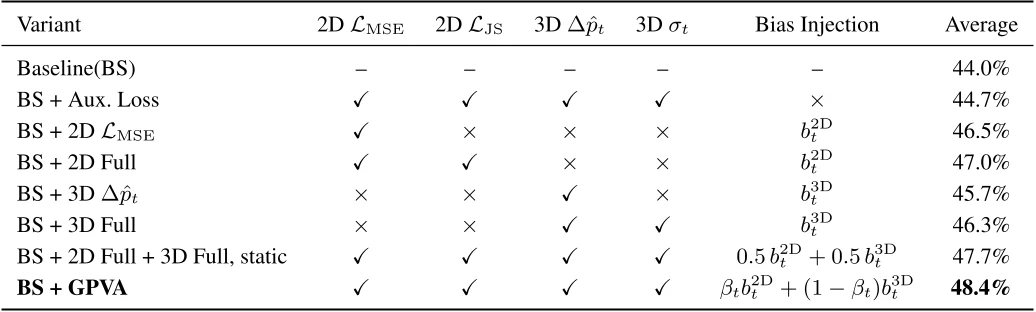 Variant 2D ℒ_MSE 2D ℒ_JS 3D Δp̂_t 3D σ_t Bias Injection Average
Baseline(BS) – – – – – 44.0%
BS + Aux. Loss ✓ ✓ ✓ ✓ × 44.7%
BS + 2D ℒ_MSE ✓ × × × b_t^2D 46.5%
BS + 2D Full ✓ ✓ × × b_t^2D 47.0%
BS + 3D Δp̂_t × × ✓ × b_t^3D 45.7%
BS + 3D Full × × ✓ ✓ b_t^3D 46.3%
BS + 2D Full + 3D Full, static ✓ ✓ ✓ ✓ 0.5 b_t^2D + 0.5 b_t^3D 47.7%
BS + GPVA ✓ ✓ ✓ ✓ β_t b_t^2D + (1 − β_t) b_t^3D 48.4%